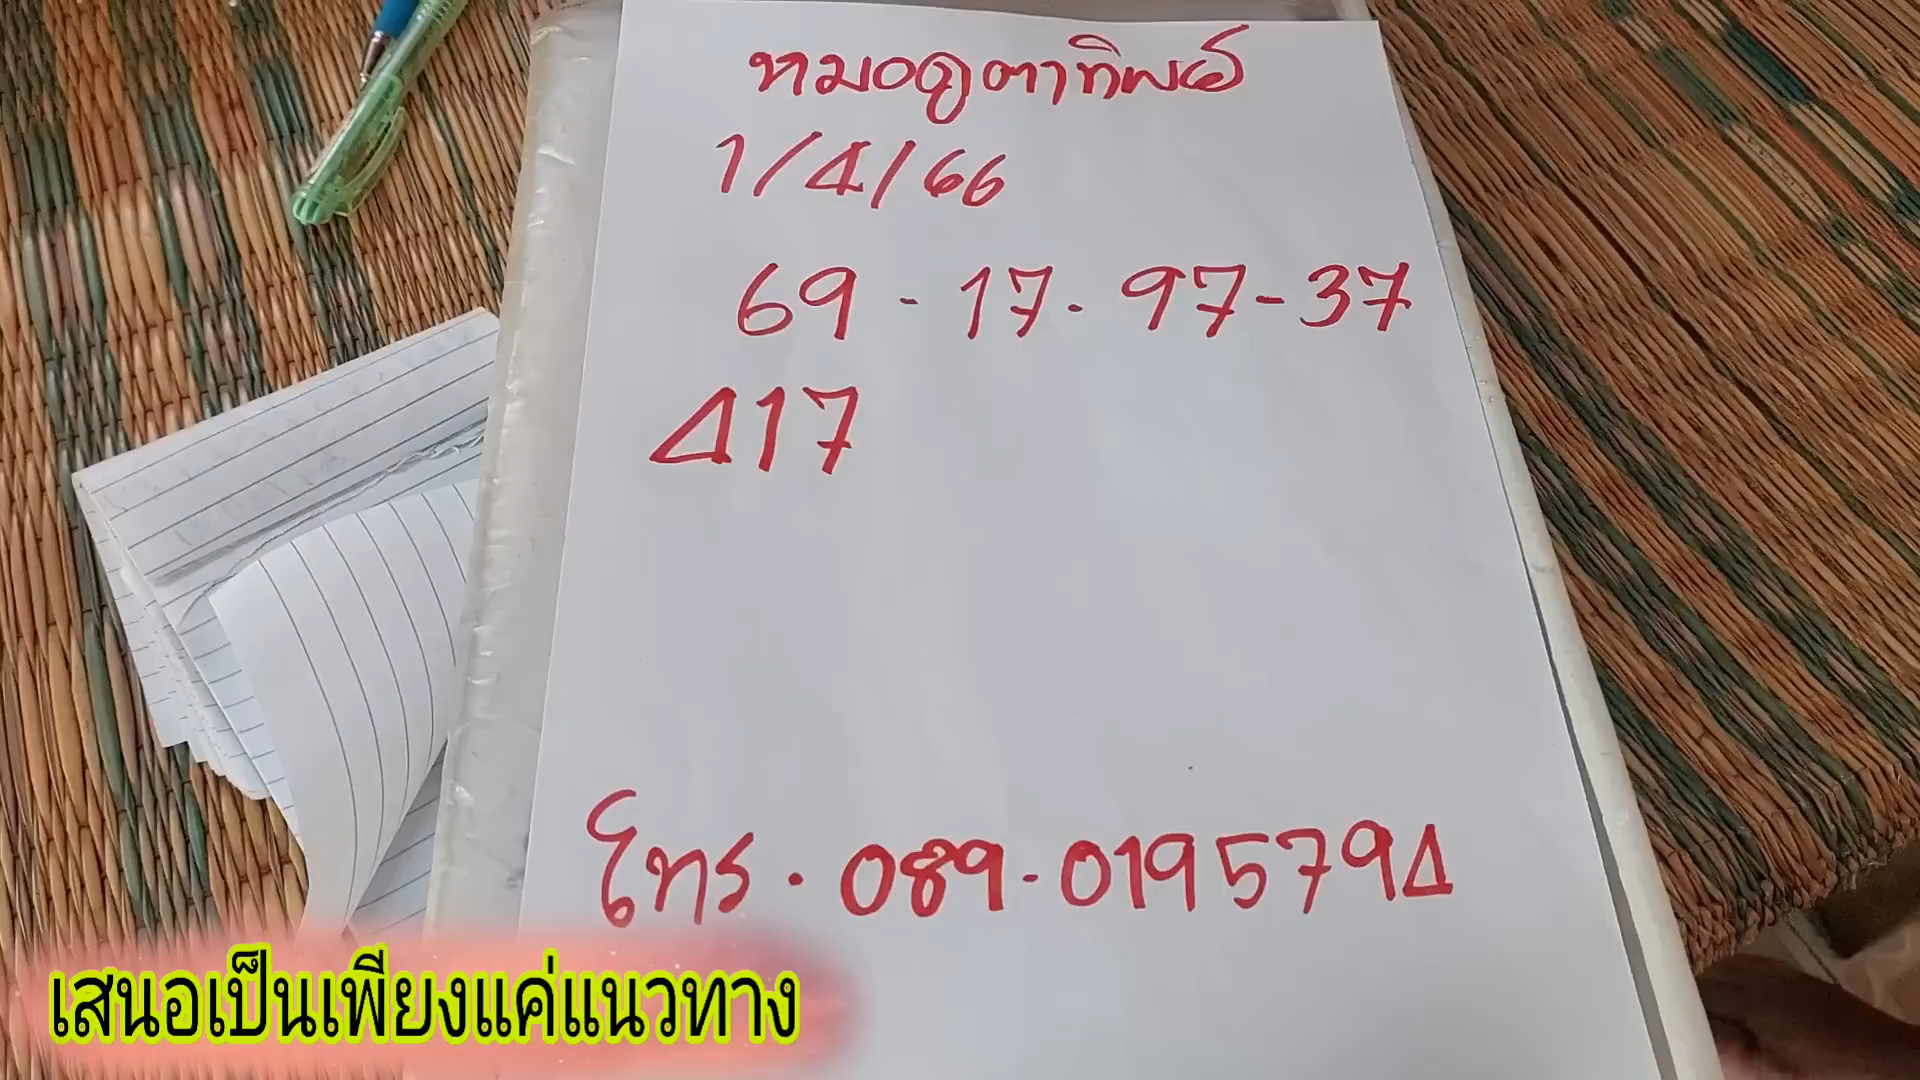 หมอดูตาทิพย์
1/4/66
69 - 17 - 97 - 37
417
โทร. 089-0195794
เสนอเป็นเพียงแค่แนวทาง